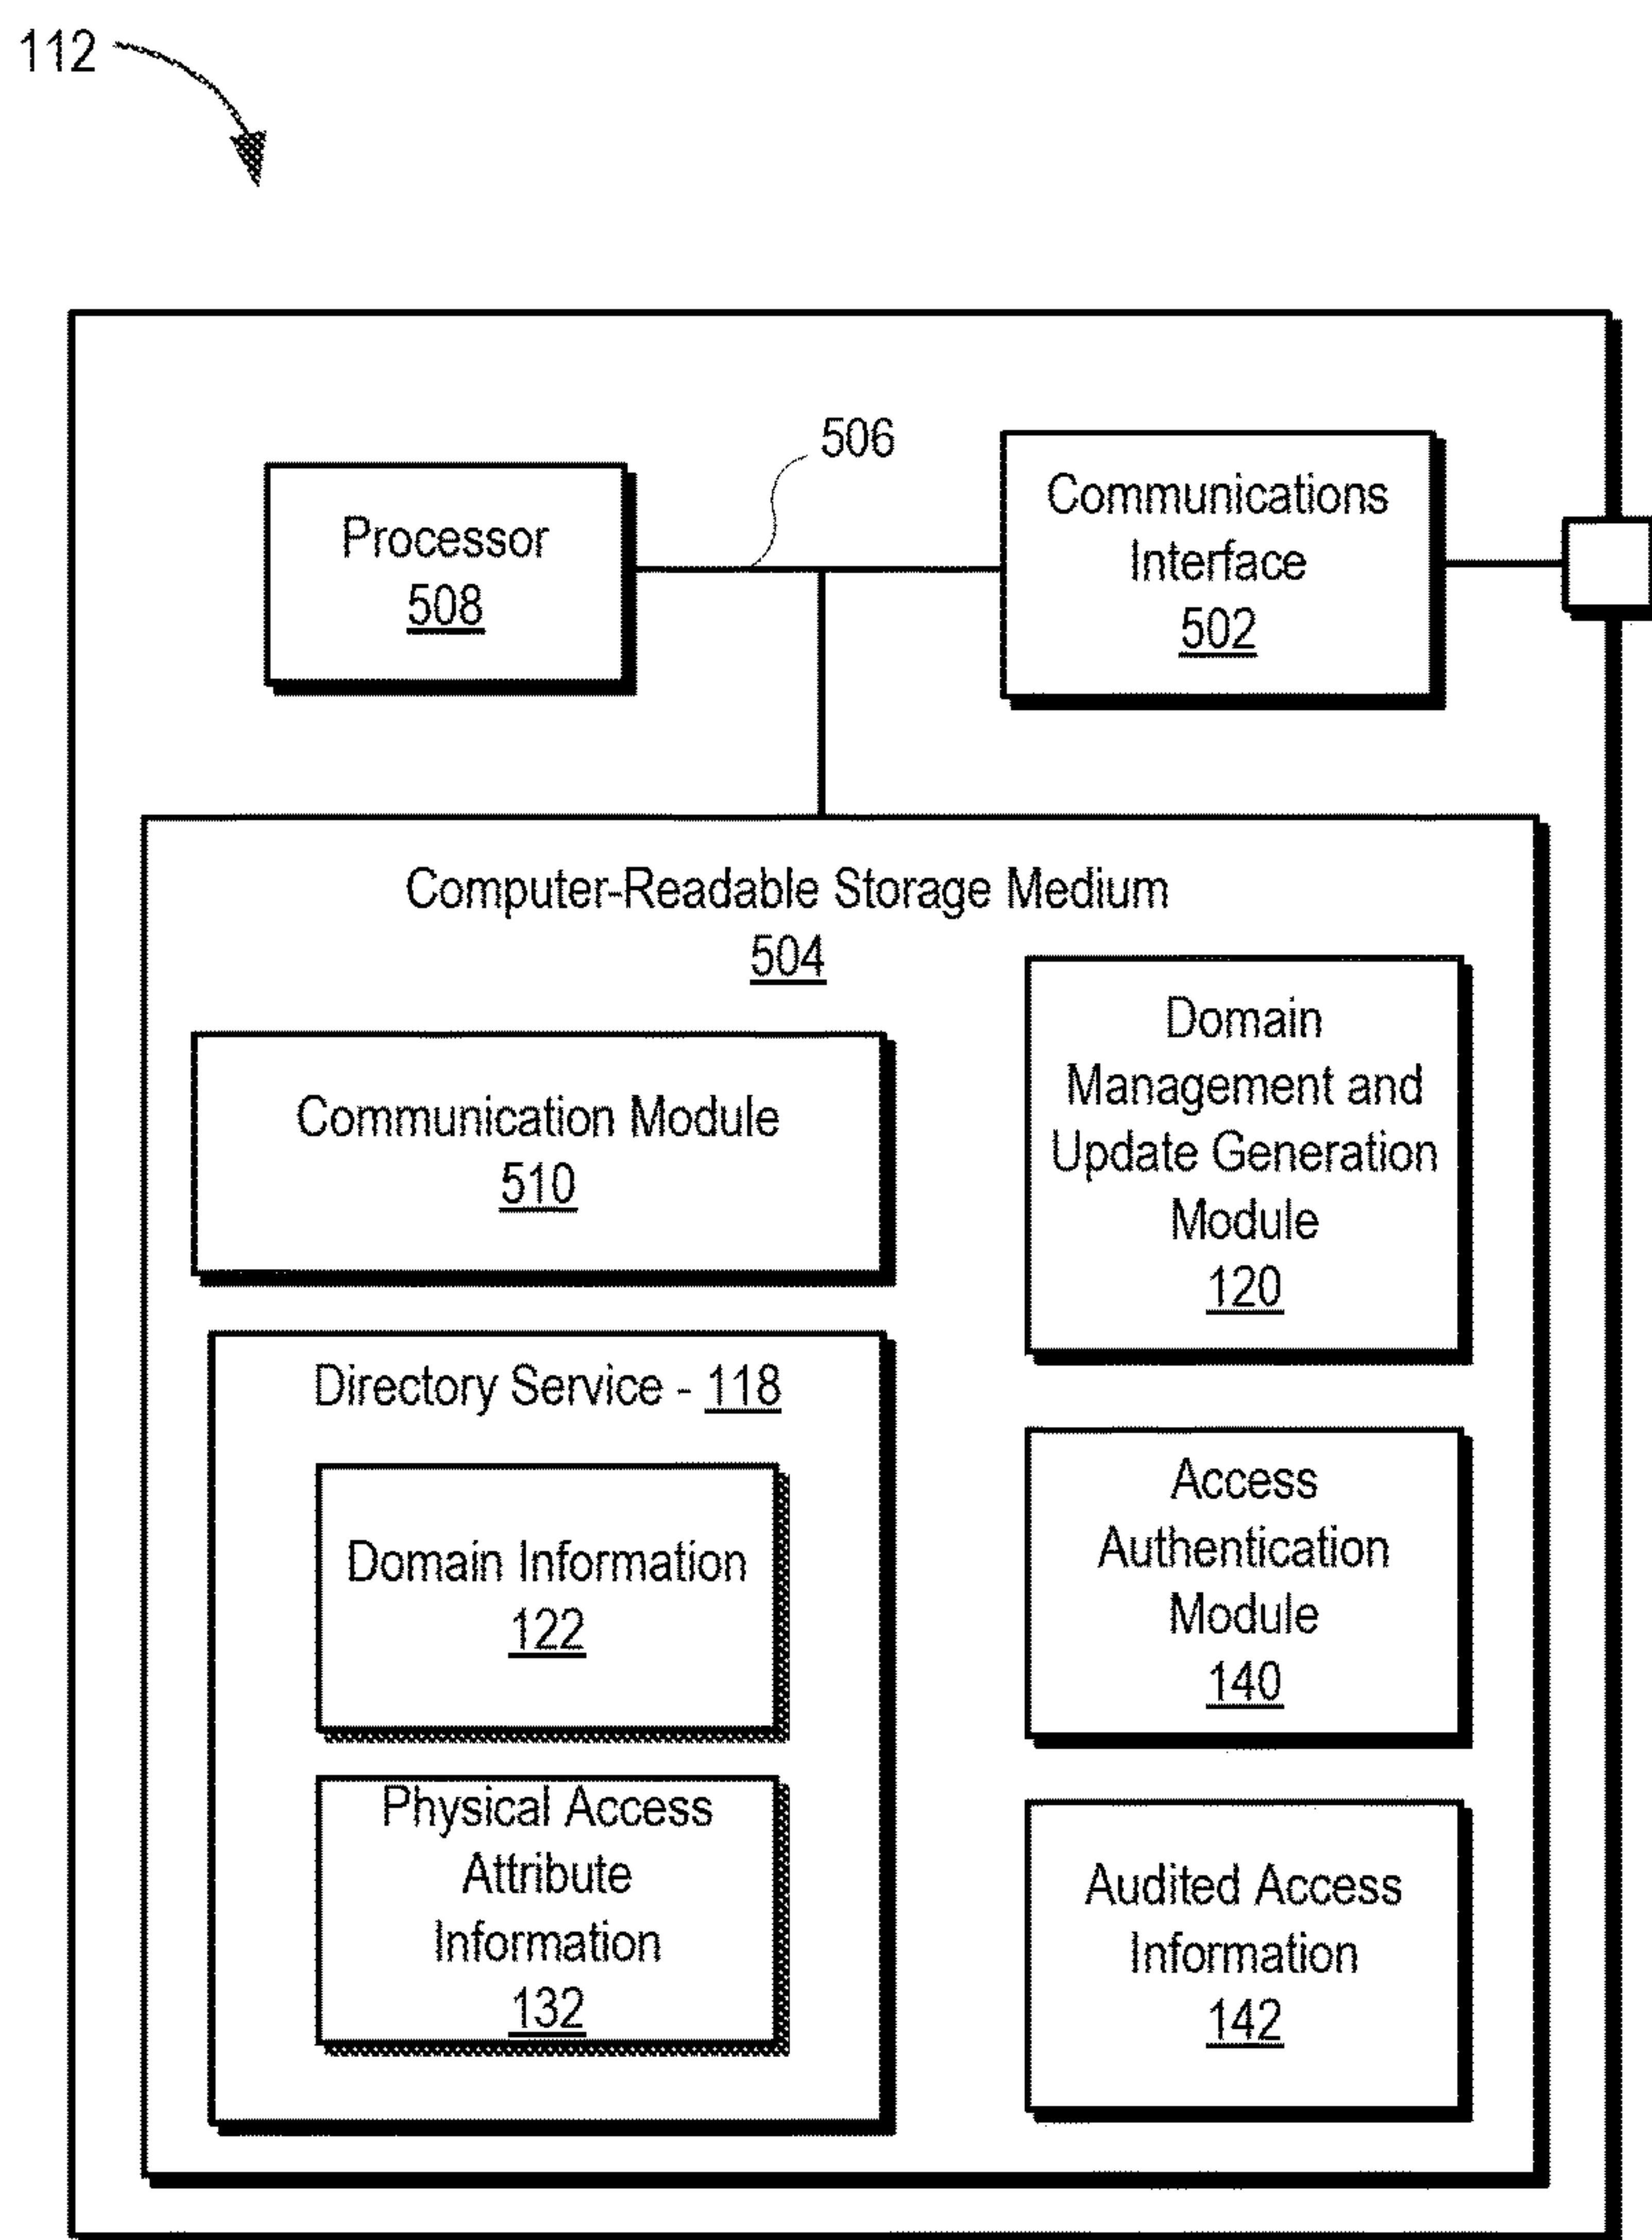 112
506
Processor
508
Communications
Interface
502
Computer-Readable Storage Medium
504
Communication Module
510
Domain
Management and
Update Generation
Module
120
Directory Service - 118
Domain Information
122
Physical Access
Attribute
Information
132
Access
Authentication
Module
140
Audited Access
Information
142